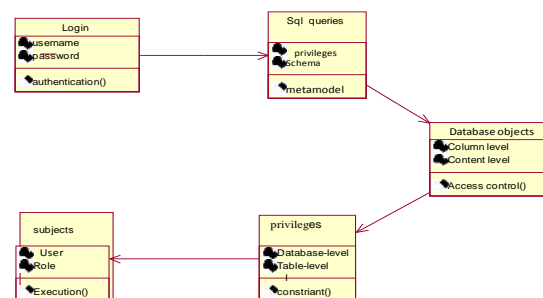 Login
username
password
authentication()
Sql queries
privileges
Schema
metamodel
Database objects
Column level
Content level
Access control()
subjects
User
Role
Execution()
privileges
Database-level
Table-level
constriant()